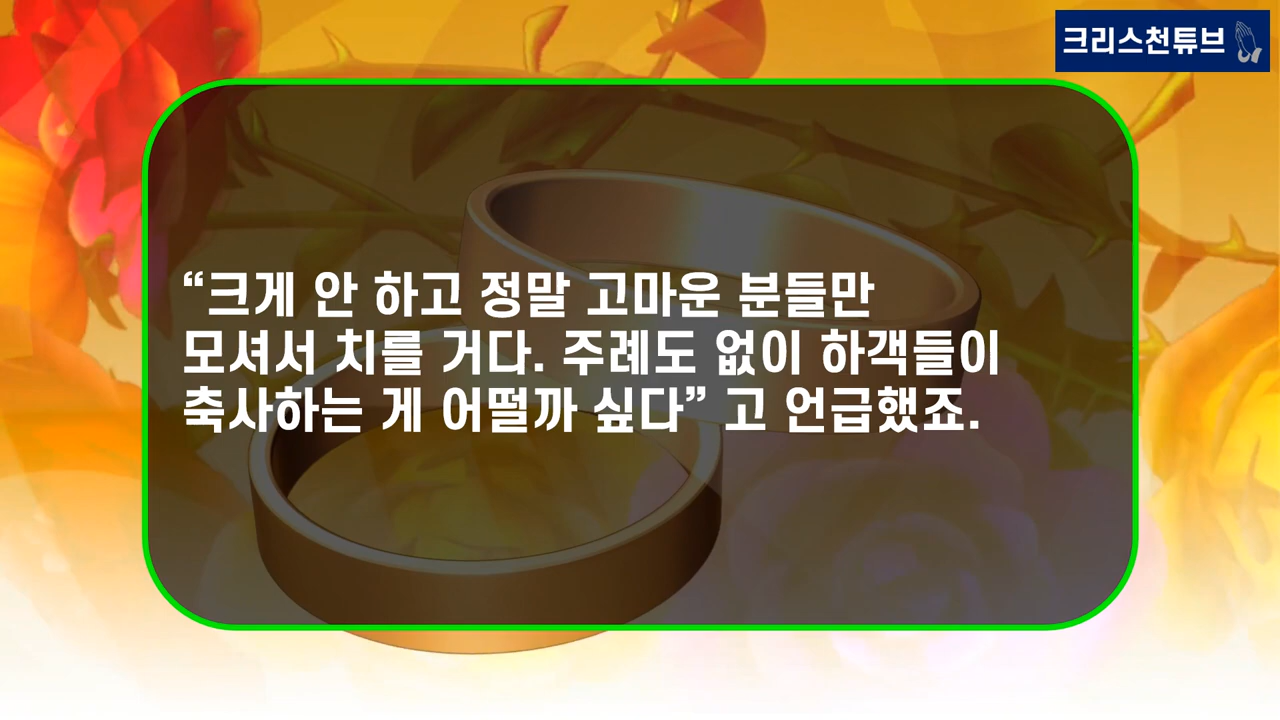 크리스천튜브
“크게 안 하고 정말 고마운 분들만
모셔서 치를 거다. 주례도 없이 하객들이
축사하는 게 어떨까 싶다” 고 언급했죠.